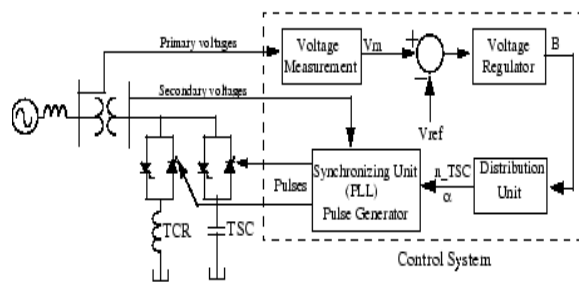 Primary voltages
Voltage
Measurement
Vm
+
−
Vref
Voltage
Regulator
B
Secondary voltages
Synchronizing Unit
(PLL)
Pulse Generator
Pulses
n_TSC
α
Distribution
Unit
TCR
TSC
Control System